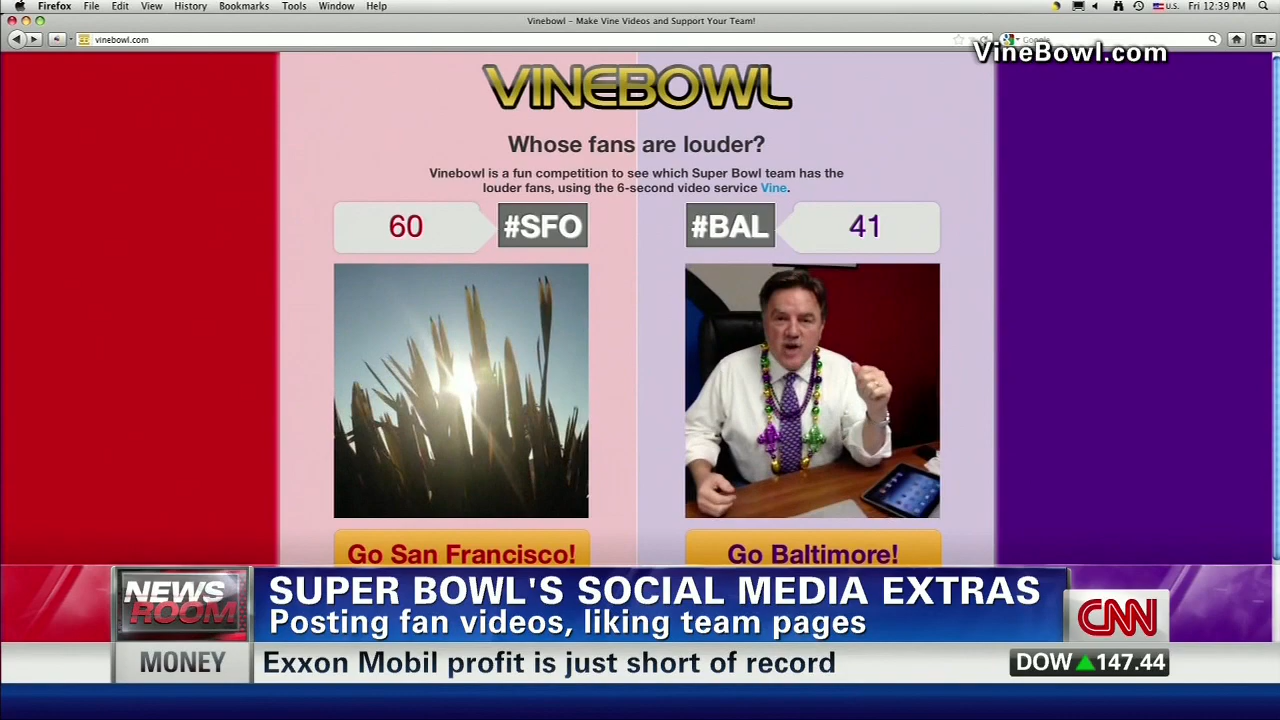 Firefox File Edit View History Bookmarks Tools Window Help U.S. Fri 12:39 PM
Vinebowl – Make Vine Videos and Support Your Team!
vinebowl.com Google
VineBowl.com
VINEBOWL
Whose fans are louder?
Vinebowl is a fun competition to see which Super Bowl team has the
louder fans, using the 6-second video service Vine.
60 #SFO #BAL 41
Go San Francisco! Go Baltimore!
NEWS
ROOM
SUPER BOWL'S SOCIAL MEDIA EXTRAS
Posting fan videos, liking team pages
CNN
MONEY Exxon Mobil profit is just short of record DOW ▲147.44